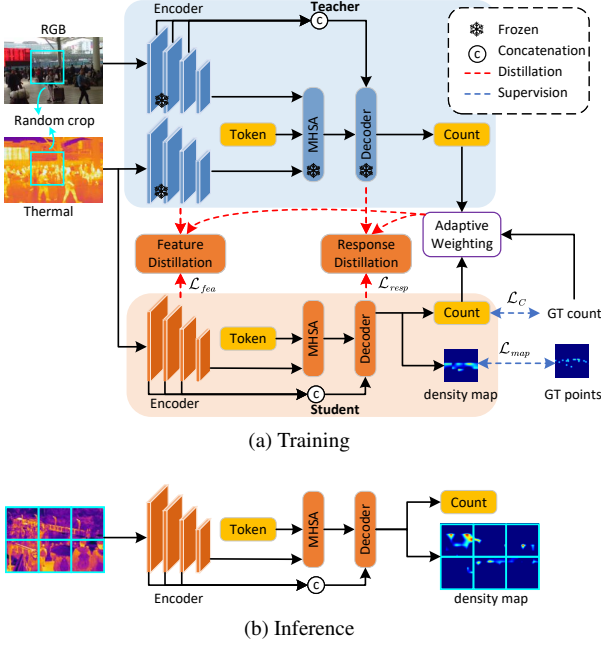 Encoder
Teacher
RGB
c
Frozen
c
Concatenation
Distillation
Supervision
Random crop
Token
MHSA
Decoder
Count
Thermal
Feature
Distillation
Response
Distillation
Adaptive
Weighting
ℒ_fea
ℒ_resp
ℒ_C
Count
GT count
Token
MHSA
Decoder
ℒ_map
c
Encoder
Student
density map
GT points
(a) Training
Token
MHSA
Decoder
Count
c
Encoder
density map
(b) Inference